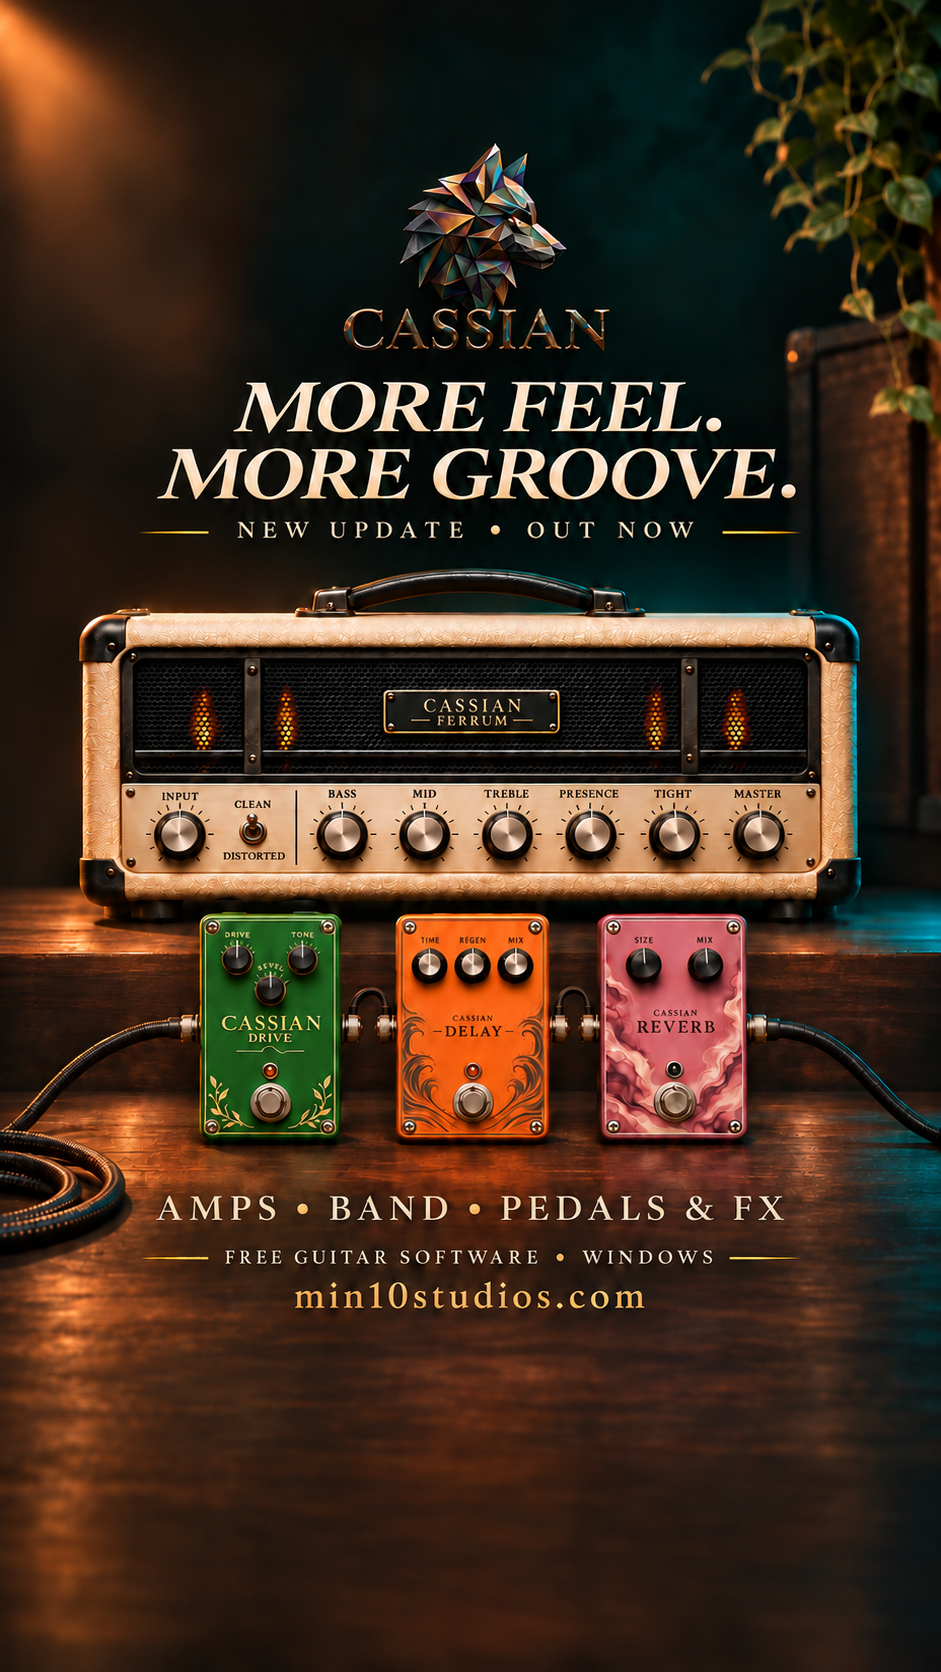 CASSIAN
MORE FEEL.
MORE GROOVE.
NEW UPDATE • OUT NOW
CASSIAN
FERRUM
INPUT
CLEAN
DISTORTED
BASS
MID
TREBLE
PRESENCE
TIGHT
MASTER
DRIVE
TONE
CASSIAN
DRIVE
TIME
REGEN
MIX
CASSIAN
DELAY
SIZE
MIX
CASSIAN
REVERB
AMPS • BAND • PEDALS & FX
FREE GUITAR SOFTWARE • WINDOWS
min10studios.com